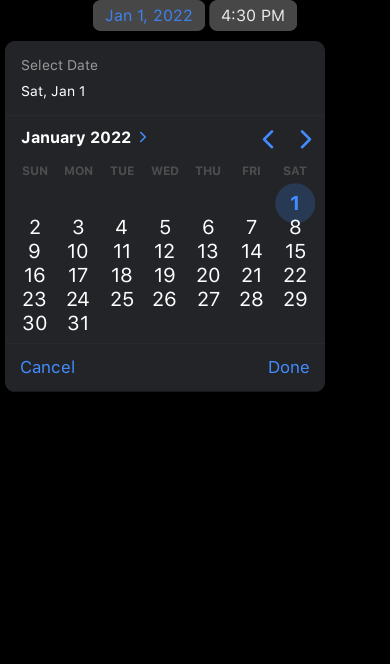 Jan 1, 2022 4:30 PM
Select Date
Sat, Jan 1
January 2022
SUN MON TUE WED THU FRI SAT
1
2 3 4 5 6 7 8
9 10 11 12 13 14 15
16 17 18 19 20 21 22
23 24 25 26 27 28 29
30 31
Cancel Done